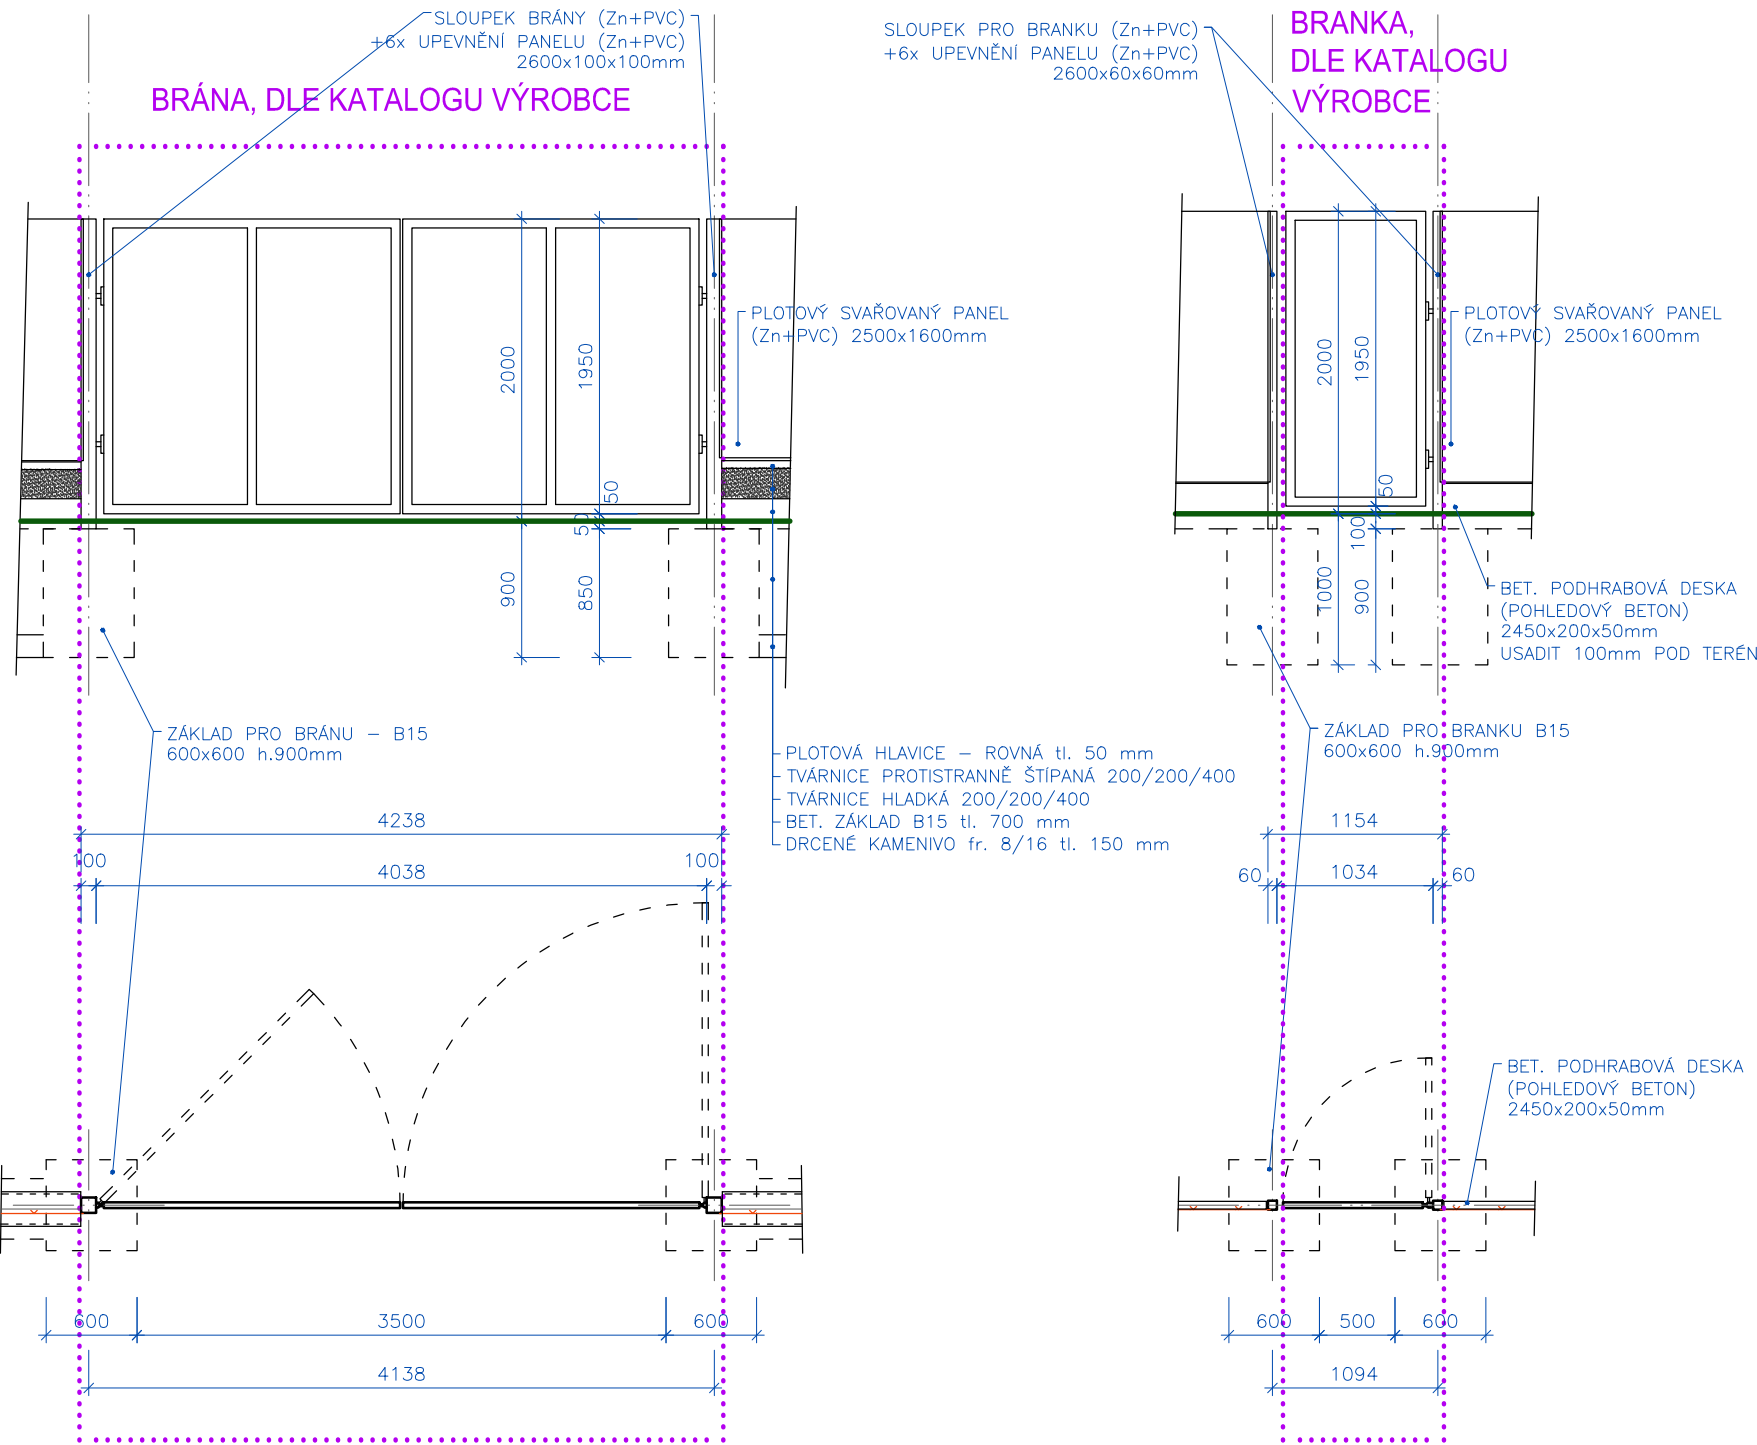 SLOUPEK BRÁNY (Zn+PVC)
+6x UPEVNĚNÍ PANELU (Zn+PVC)
2600x100x100mm
BRÁNA, DLE KATALOGU VÝROBCE
SLOUPEK PRO BRANKU (Zn+PVC)
+6x UPEVNĚNÍ PANELU (Zn+PVC)
2600x60x60mm
BRANKA,
DLE KATALOGU
VÝROBCE
PLOTOVÝ SVAŘOVANÝ PANEL
(Zn+PVC) 2500x1600mm
2000
1950
50
50
900
850
PLOTOVÝ SVAŘOVANÝ PANEL
(Zn+PVC) 2500x1600mm
2000
1950
50
100
1000
900
BET. PODHRABOVÁ DESKA
(POHLEDOVÝ BETON)
2450x200x50mm
USADIT 100mm POD TERÉN
ZÁKLAD PRO BRÁNU – B15
600x600 h.900mm
PLOTOVÁ HLAVICE – ROVNÁ tl. 50 mm
TVÁRNICE PROTISTRANNĚ ŠTÍPANÁ 200/200/400
TVÁRNICE HLADKÁ 200/200/400
BET. ZÁKLAD B15 tl. 700 mm
DRCENÉ KAMENIVO fr. 8/16 tl. 150 mm
ZÁKLAD PRO BRANKU B15
600x600 h.900mm
4238
100
4038
100
1154
60
1034
60
BET. PODHRABOVÁ DESKA
(POHLEDOVÝ BETON)
2450x200x50mm
600
3500
600
4138
600
500
600
1094